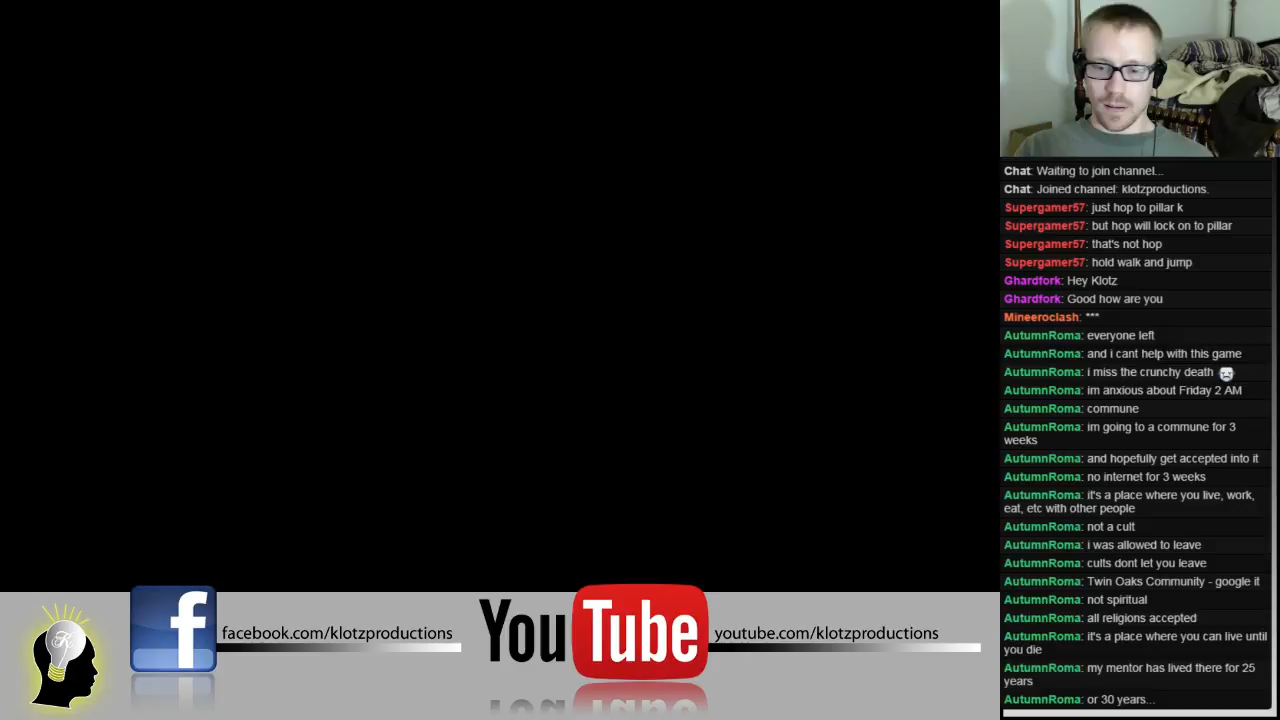 Chat: Waiting to join channel...
Chat: Joined channel: klotzproductions.
Supergamer57: just hop to pillar k
Supergamer57: but hop will lock on to pillar
Supergamer57: that's not hop
Supergamer57: hold walk and jump
Ghardfork: Hey Klotz
Ghardfork: Good how are you
Mineeroclash: ***
AutumnRoma: everyone left
AutumnRoma: and i cant help with this game
AutumnRoma: i miss the crunchy death
AutumnRoma: im anxious about Friday 2 AM
AutumnRoma: commune
AutumnRoma: im going to a commune for 3
weeks
AutumnRoma: and hopefully get accepted into it
AutumnRoma: no internet for 3 weeks
AutumnRoma: it's a place where you live, work,
eat, etc with other people
AutumnRoma: not a cult
AutumnRoma: i was allowed to leave
AutumnRoma: cults dont let you leave
AutumnRoma: Twin Oaks Community - google it
AutumnRoma: not spiritual
AutumnRoma: all religions accepted
AutumnRoma: it's a place where you can live until
you die
AutumnRoma: my mentor has lived there for 25
years
AutumnRoma: or 30 years...
K
f
facebook.com/klotzproductions
YouTube
youtube.com/klotzproductions